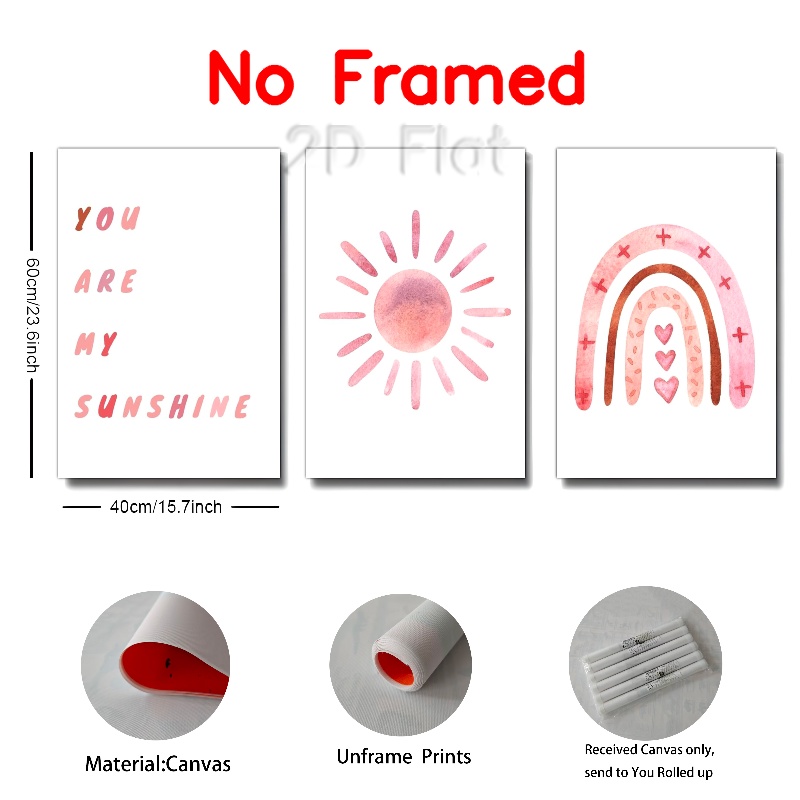 No Framed
2D Flat
YOU
ARE
MY
SUNSHINE
60cm/23.6inch
40cm/15.7inch
Material:Canvas
Unframe Prints
Received Canvas only,
send to You Rolled up